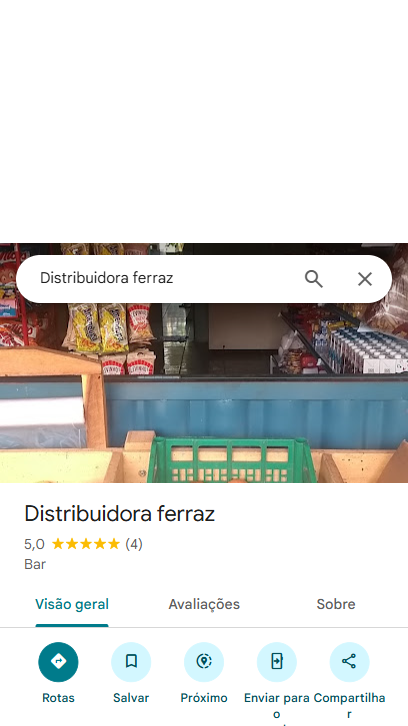 Distribuidora ferraz
Distribuidora ferraz
5,0 (4)
Bar
Visão geral Avaliações Sobre
Rotas Salvar Próximo Enviar para o Compartilhar